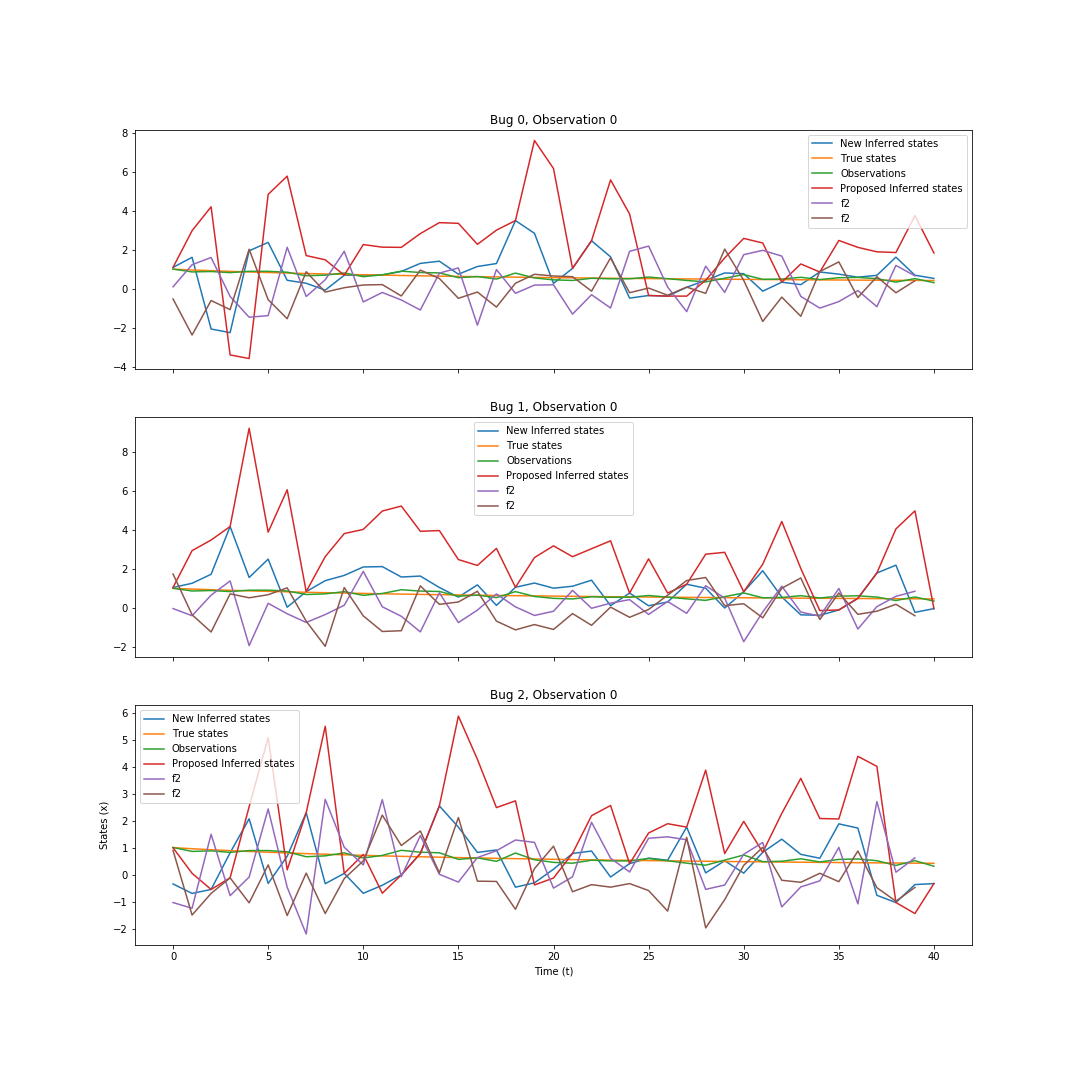 Bug 0, Observation 0
8
6
4
2
0
−2
−4
New Inferred states
True states
Observations
Proposed Inferred states
f2
f2
Bug 1, Observation 0
8
6
4
2
0
−2
New Inferred states
True states
Observations
Proposed Inferred states
f2
f2
Bug 2, Observation 0
6
5
4
3
2
1
0
−1
−2
States (x)
New Inferred states
True states
Observations
Proposed Inferred states
f2
f2
0 5 10 15 20 25 30 35 40
Time (t)